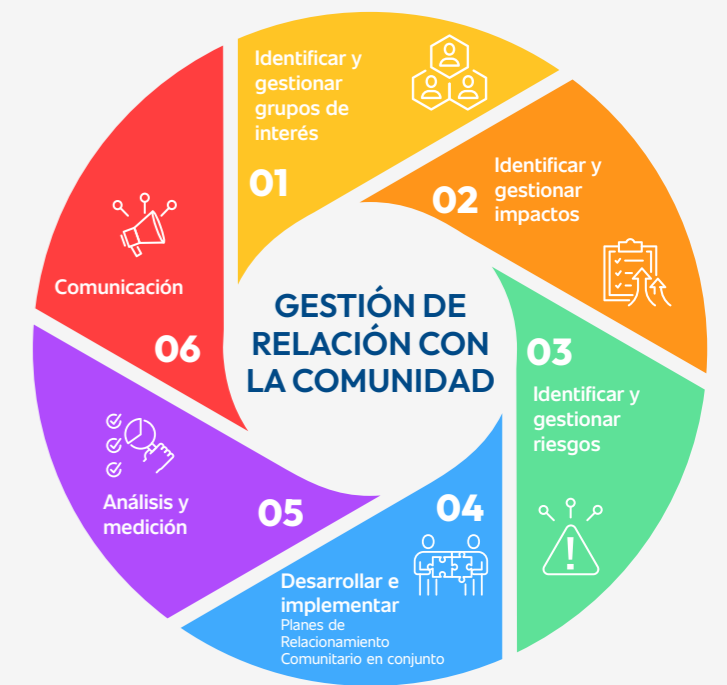 Identificar y
gestionar
grupos de
interés
01
Identificar y
gestionar
impactos
02
03
Identificar y
gestionar
riesgos
04
Desarrollar e
implementar
Planes de
Relacionamiento
Comunitario en conjunto
05
Análisis y
medición
Comunicación
06
GESTIÓN DE
RELACIÓN CON
LA COMUNIDAD